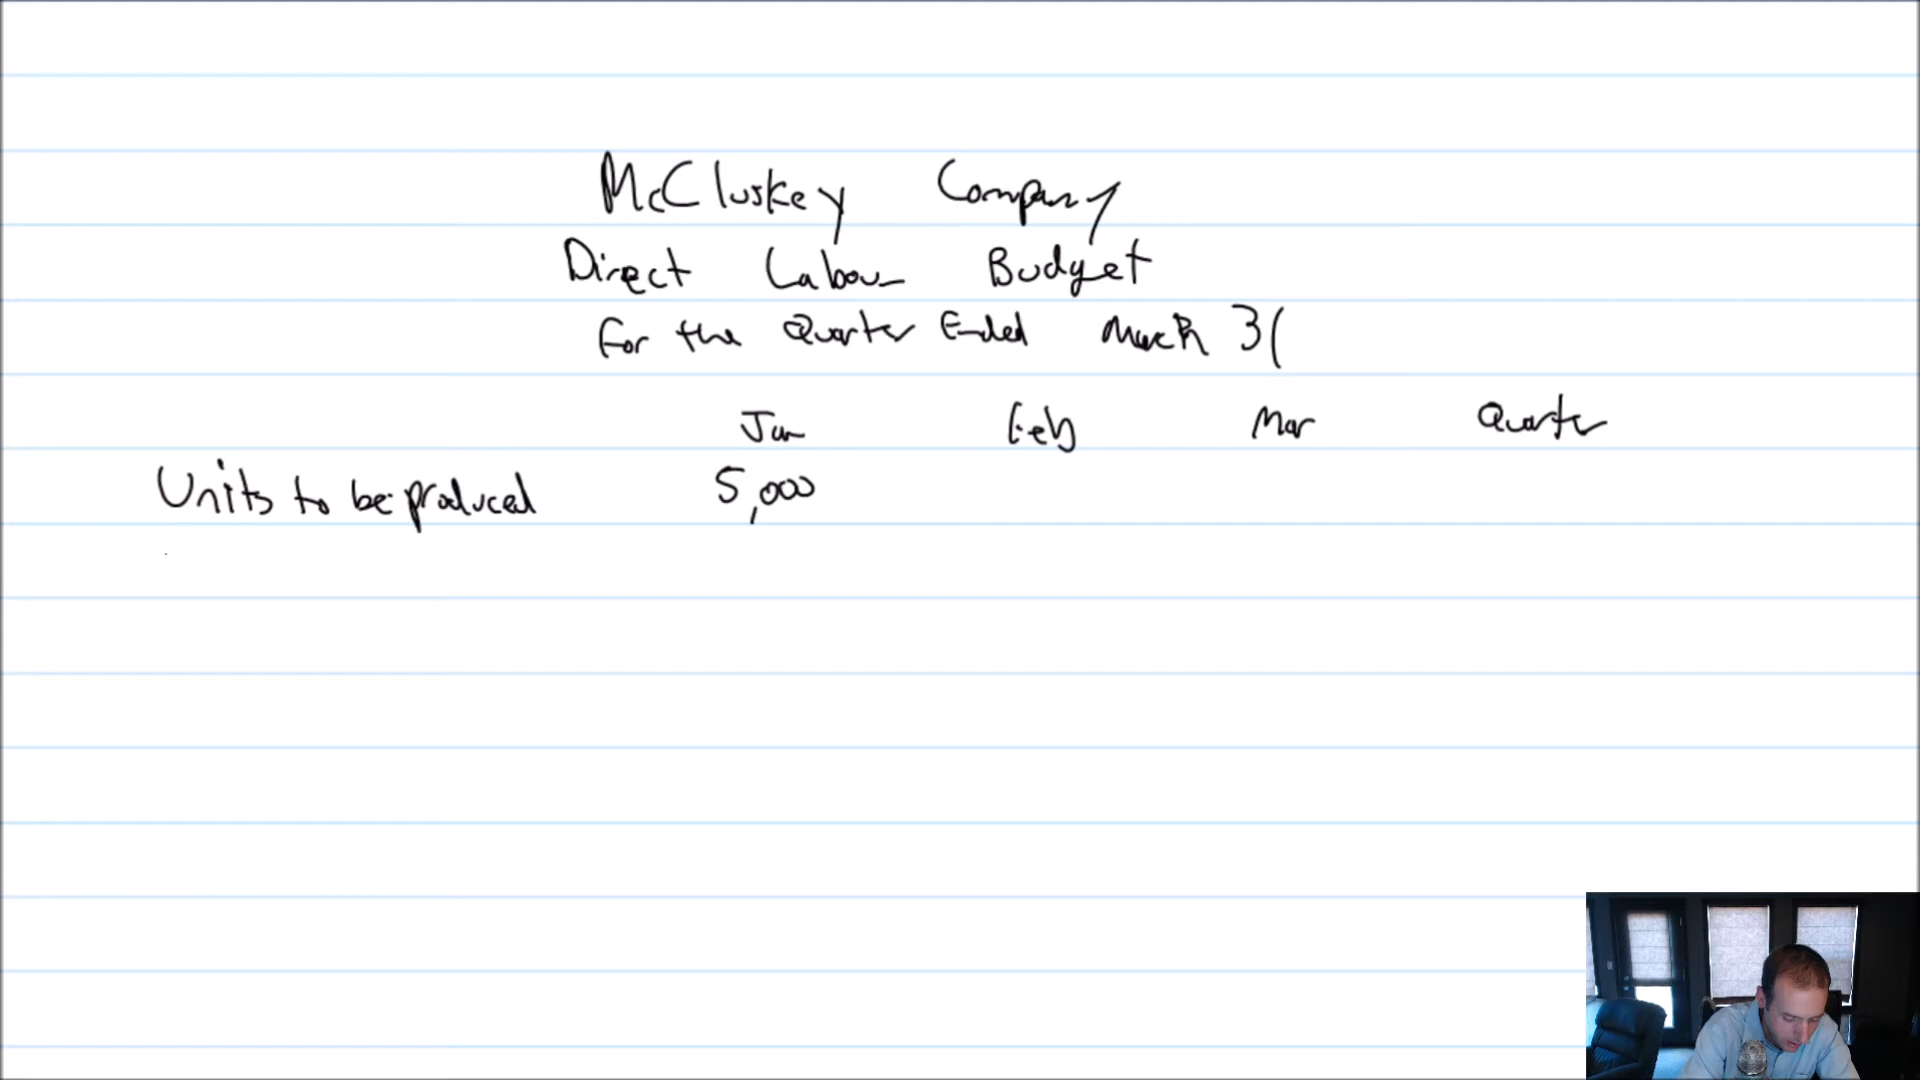 McCluskey Company
Direct Labour Budget
For the Quarter Ended March 31
Jan Feb Mar Quarter
Units to be produced 5,000